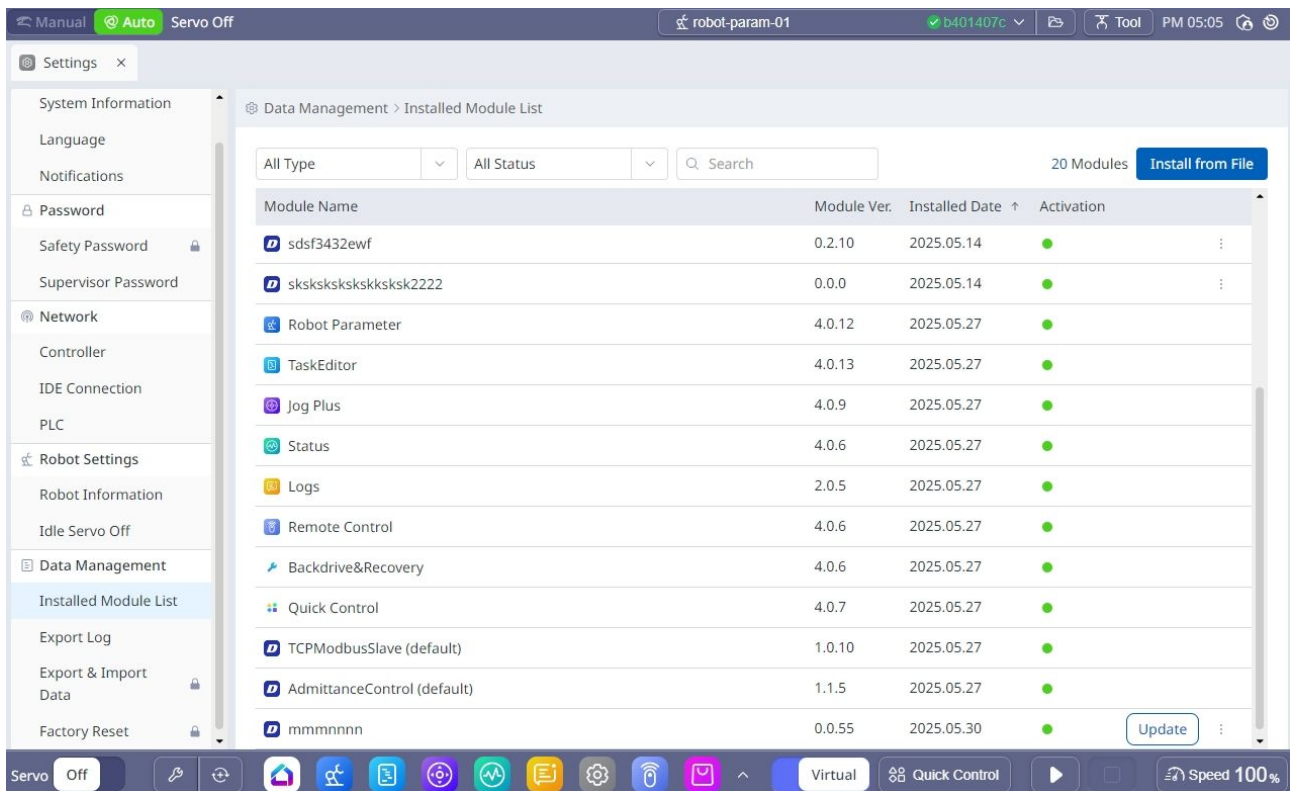 Manual Auto Servo Off robot-param-01 b401407c Tool PM 05:05
Settings ×
System Information
Language
Notifications
Password
Safety Password
Supervisor Password
Network
Controller
IDE Connection
PLC
Robot Settings
Robot Information
Idle Servo Off
Data Management
Installed Module List
Export Log
Export & Import
Data
Factory Reset
Data Management > Installed Module List
All Type All Status Search 20 Modules Install from File
Module Name Module Ver. Installed Date ↑ Activation
sdsf3432ewf 0.2.10 2025.05.14
skskskskskskksksk2222 0.0.0 2025.05.14
Robot Parameter 4.0.12 2025.05.27
TaskEditor 4.0.13 2025.05.27
Jog Plus 4.0.9 2025.05.27
Status 4.0.6 2025.05.27
Logs 2.0.5 2025.05.27
Remote Control 4.0.6 2025.05.27
Backdrive&Recovery 4.0.6 2025.05.27
Quick Control 4.0.7 2025.05.27
TCPModbusSlave (default) 1.0.10 2025.05.27
AdmittanceControl (default) 1.1.5 2025.05.27
mmmnnnn 0.0.55 2025.05.30 Update
Servo Off Virtual Quick Control Speed 100%